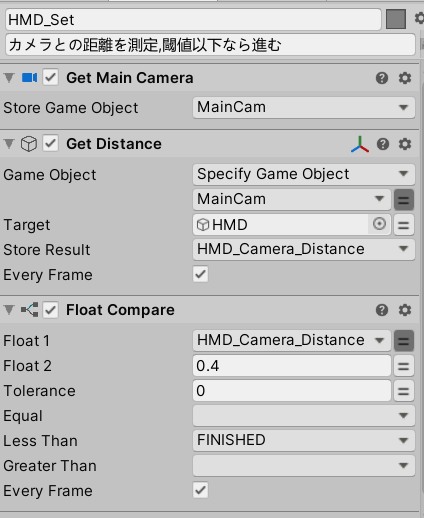 HMD_Set
カメラとの距離を測定,閾値以下なら進む
Get Main Camera
Store Game Object MainCam
Get Distance
Game Object Specify Game Object
MainCam
Target HMD
Store Result HMD_Camera_Distance
Every Frame
Float Compare
Float 1 HMD_Camera_Distance
Float 2 0.4
Tolerance 0
Equal
Less Than FINISHED
Greater Than
Every Frame